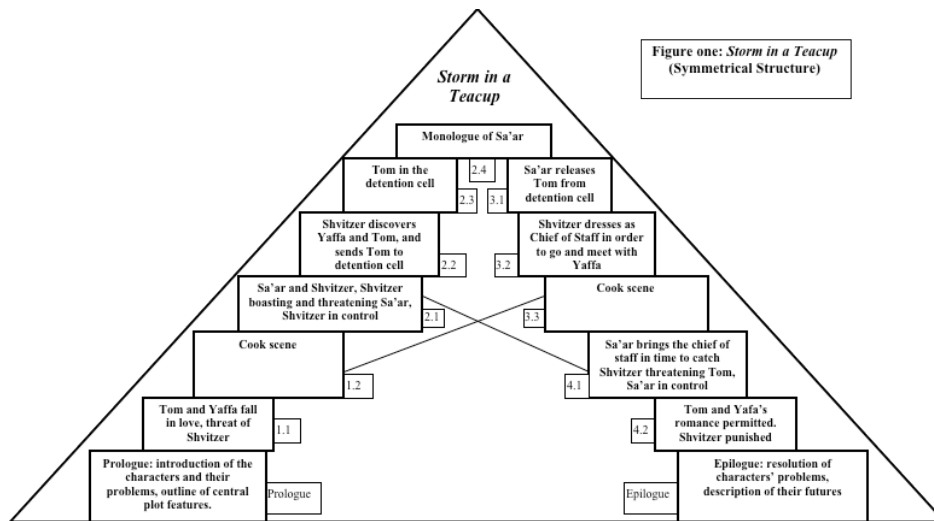 Figure one: Storm in a Teacup
(Symmetrical Structure)
Storm in a
Teacup
Monologue of Sa'ar
2.4
Tom in the
detention cell
2.3
3.1
Sa'ar releases
Tom from
detention cell
Shvitzer discovers
Yaffa and Tom, and
sends Tom to
detention cell
2.2
3.2
Shvitzer dresses as
Chief of Staff in order
to go and meet with
Yaffa
Sa'ar and Shvitzer, Shvitzer
boasting and threatening Sa'ar,
Shvitzer in control
2.1
3.3
Cook scene
Cook scene
1.2
4.1
Sa'ar brings the chief of
staff in time to catch
Shvitzer threatening Tom,
Sa'ar in control
Tom and Yaffa fall
in love, threat of
Shvitzer
1.1
4.2
Tom and Yafa's
romance permitted.
Shvitzer punished
Prologue: introduction of the
characters and their
problems, outline of central
plot features.
Prologue
Epilogue
Epilogue: resolution of
characters' problems,
description of their futures